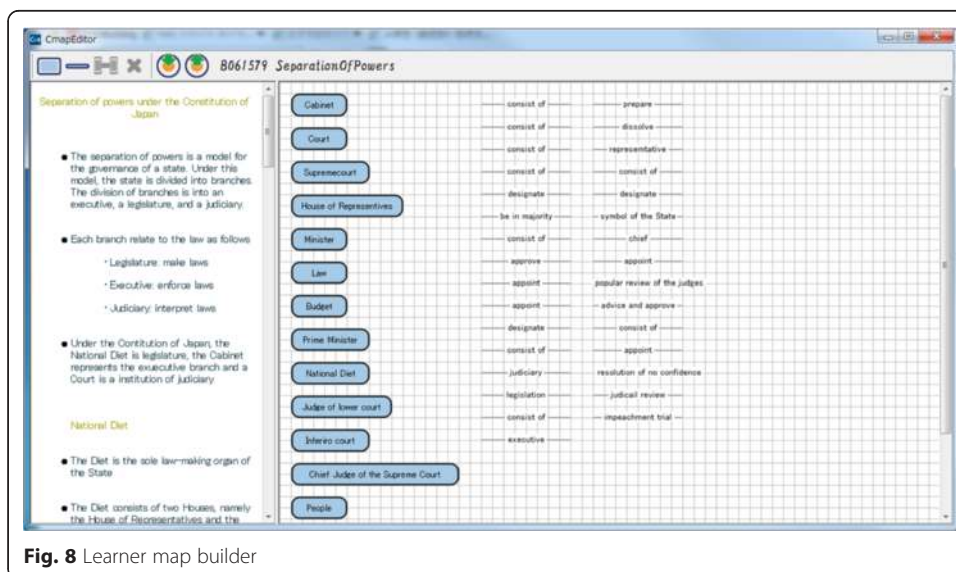 CmapEditor
B061579 SeparationOfPowers
Separation of powers under the Constitution of
Japan
● The separation of powers is a model for
the governance of a state. Under this
model, the state is divided into branches.
The division of branches is into an
executive, a legislature, and a judiciary.
● Each branch relate to the law as follows
・Legislature: make laws
・Executive: enforce laws
・Judiciary: interpret laws
● Under the Contitution of Japan, the
National Diet is legislature, the Cabinet
represents the exuecutive branch and a
Court is a institution of judiciary
National Diet
● The Diet is the sole law-making organ of
the State
● The Diet consists of two Houses, namely
the House of Representatives and the
Cabinet
Court
Supremecourt
House of Representives
Minister
Law
Budget
Prime Minister
National Diet
Judge of lower court
Inferiro court
Chief Judge of the Supreme Court
People
consist of
consist of
consist of
consist of
designate
be in majority
consist of
approve
appoint
appoint
designate
consist of
judiciary
legislation
consist of
executive
prepare
dissolve
representative
consist of
designate
symbol of the State
chief
appoint
popular review of the judges
advice and approve
consist of
appoint
resolution of no confidence
judicail review
impeachment trial
Fig. 8 Learner map builder